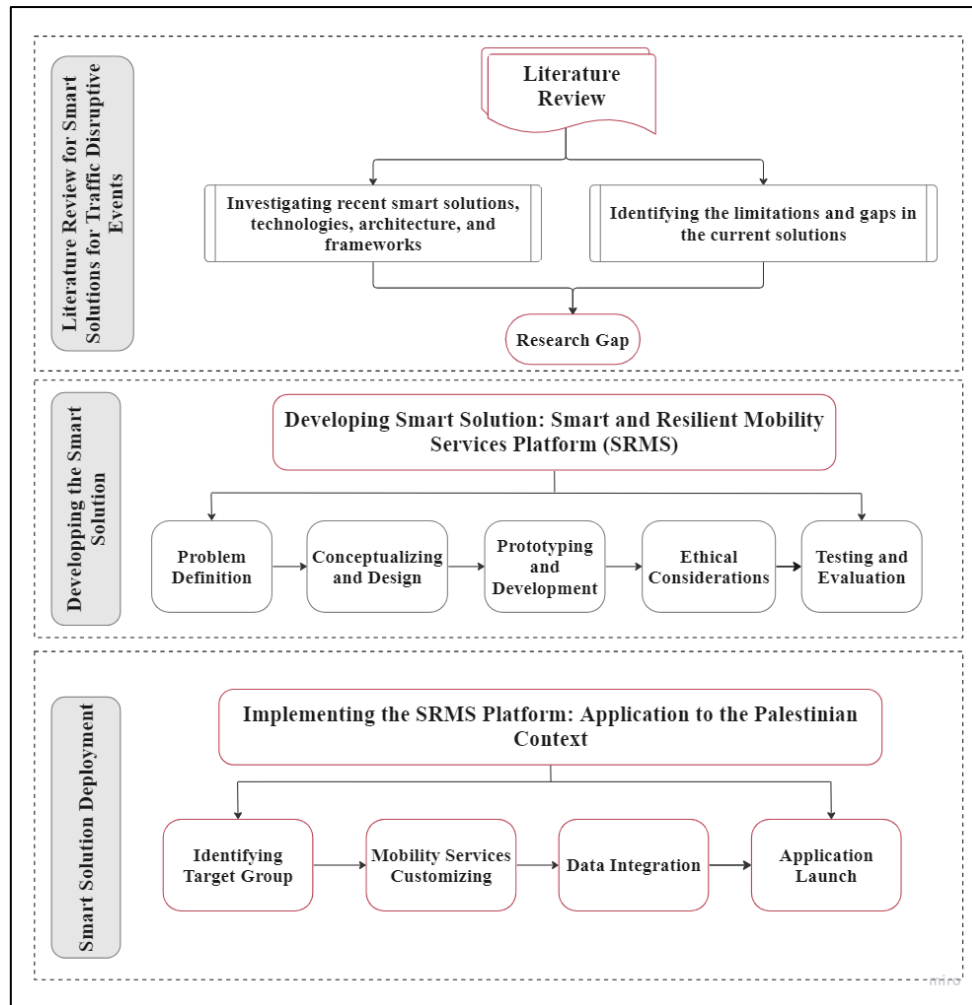 Literature Review for Smart
Solutions for Traffic Disruptive
Events
Literature
Review
Investigating recent smart solutions,
technologies, architecture, and
frameworks
Identifying the limitations and gaps in
the current solutions
Research Gap
Developping the Smart
Solution
Developing Smart Solution: Smart and Resilient Mobility
Services Platform (SRMS)
Problem
Definition
Conceptualizing
and Design
Prototyping
and
Development
Ethical
Considerations
Testing and
Evaluation
Smart Solution Deployment
Implementing the SRMS Platform: Application to the Palestinian
Context
Identifying
Target Group
Mobility Services
Customizing
Data Integration
Application
Launch
miro